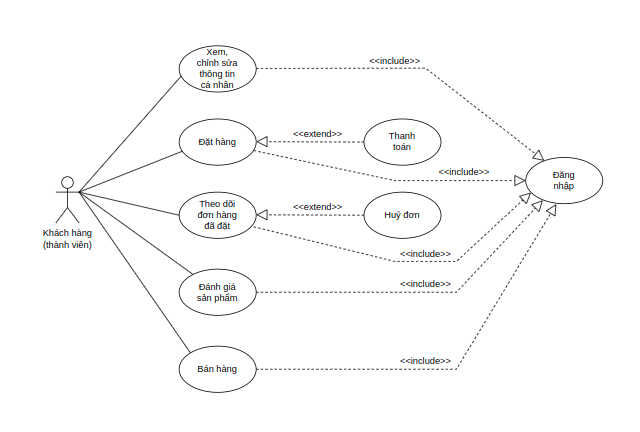 Xem,
chỉnh sửa
thông tin
cá nhân
<<include>>
Đặt hàng
<<extend>>
Thanh
toán
<<include>>
Đăng
nhập
Khách hàng
(thành viên)
Theo dõi
đơn hàng
đã đặt
<<extend>>
Huỷ đơn
<<include>>
Đánh giá
sản phẩm
<<include>>
Bán hàng
<<include>>